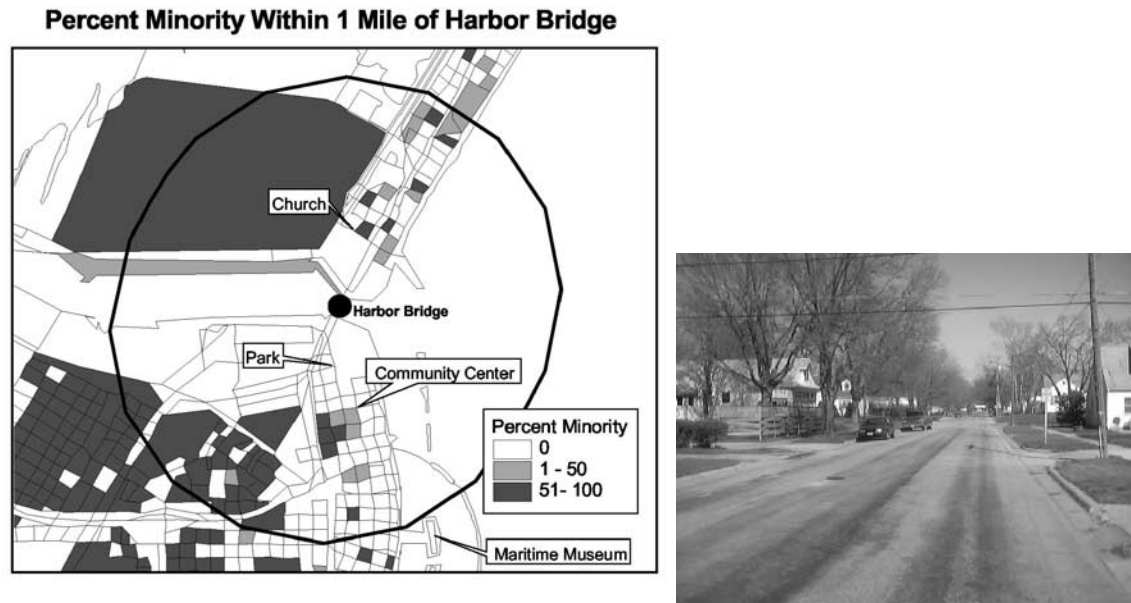 Percent Minority Within 1 Mile of Harbor Bridge
Church
Harbor Bridge
Park
Community Center
Percent Minority
0
1 - 50
51- 100
Maritime Museum